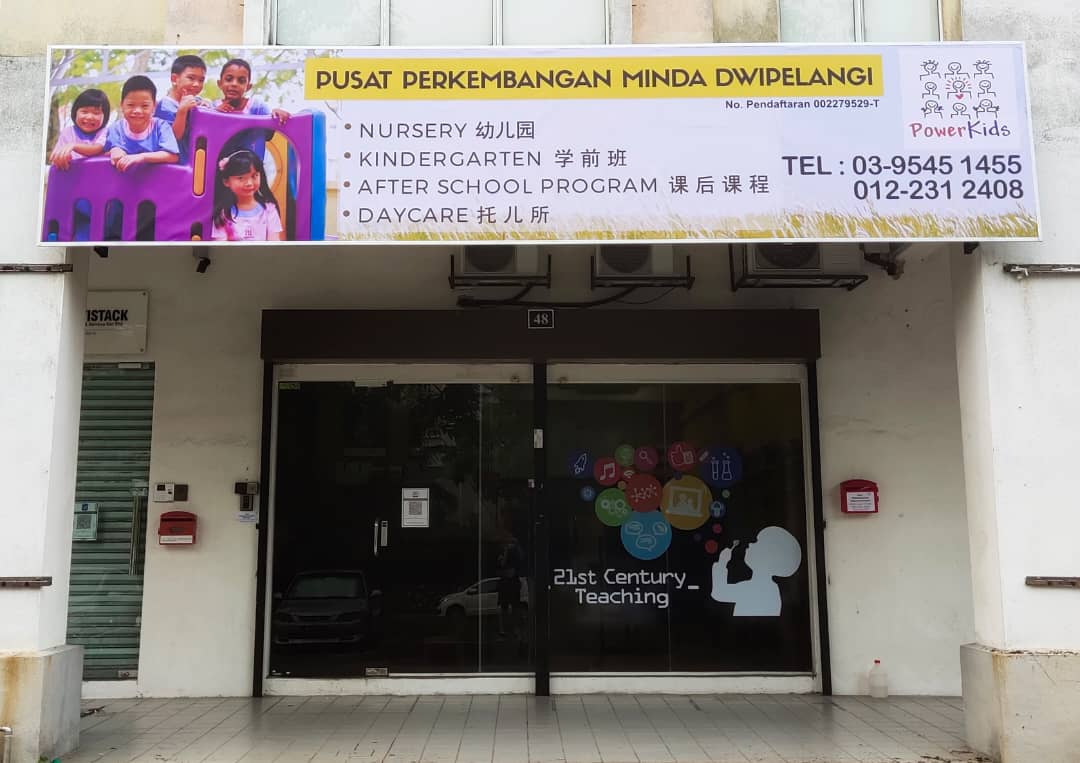 PUSAT PERKEMBANGAN MINDA DWIPELANGI
No. Pendaftaran 002279529-T
• NURSERY 幼儿园
• KINDERGARTEN 学前班
• AFTER SCHOOL PROGRAM 课后课程
• DAYCARE 托儿所
PowerKids
TEL : 03-9545 1455
012-231 2408
48
21st Century_
Teaching